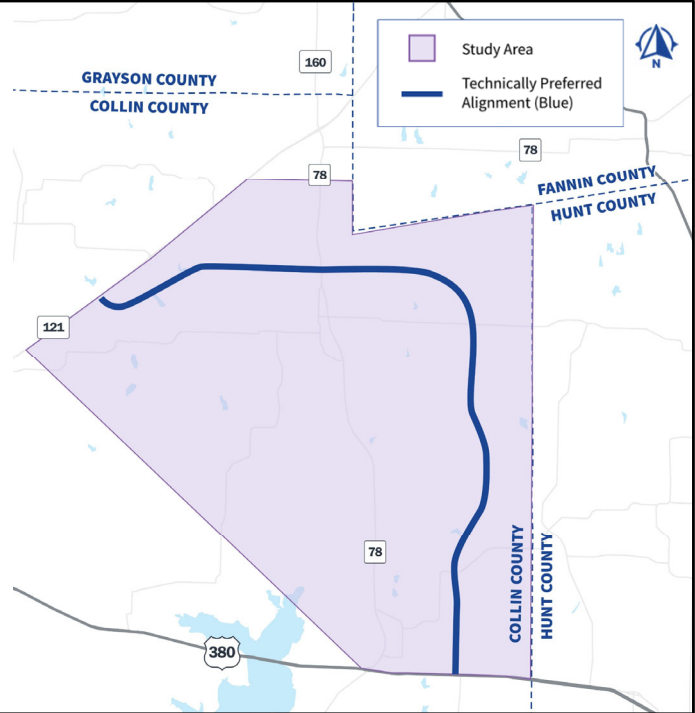 Study Area
Technically Preferred
Alignment (Blue)
N
160
GRAYSON COUNTY
COLLIN COUNTY
78
78
FANNIN COUNTY
HUNT COUNTY
121
78
COLLIN COUNTY
HUNT COUNTY
380